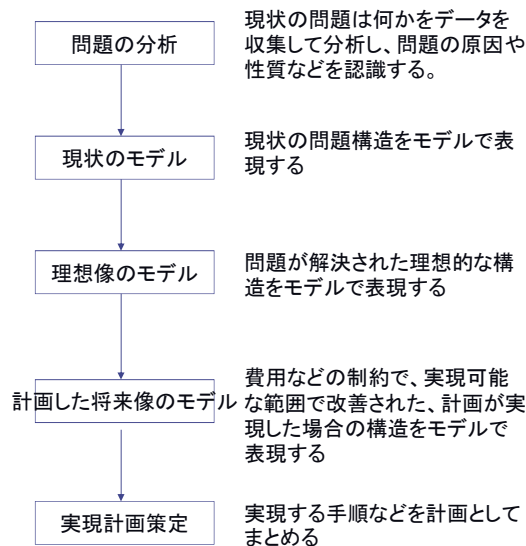 問題の分析
現状の問題は何かをデータを
収集して分析し、問題の原因や
性質などを認識する。
現状のモデル
現状の問題構造をモデルで表
現する
理想像のモデル
問題が解決された理想的な構
造をモデルで表現する
計画した将来像のモデル
費用などの制約で、実現可能
な範囲で改善された、計画が実
現した場合の構造をモデルで
表現する
実現計画策定
実現する手順などを計画として
まとめる